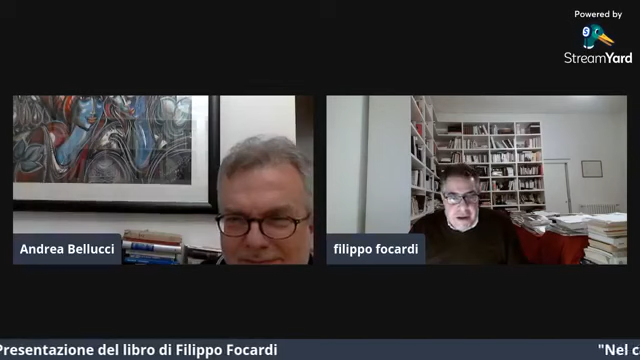 Powered by
StreamYard
Andrea Bellucci
filippo focardi
Presentazione del libro di Filippo Focardi
"Nel c